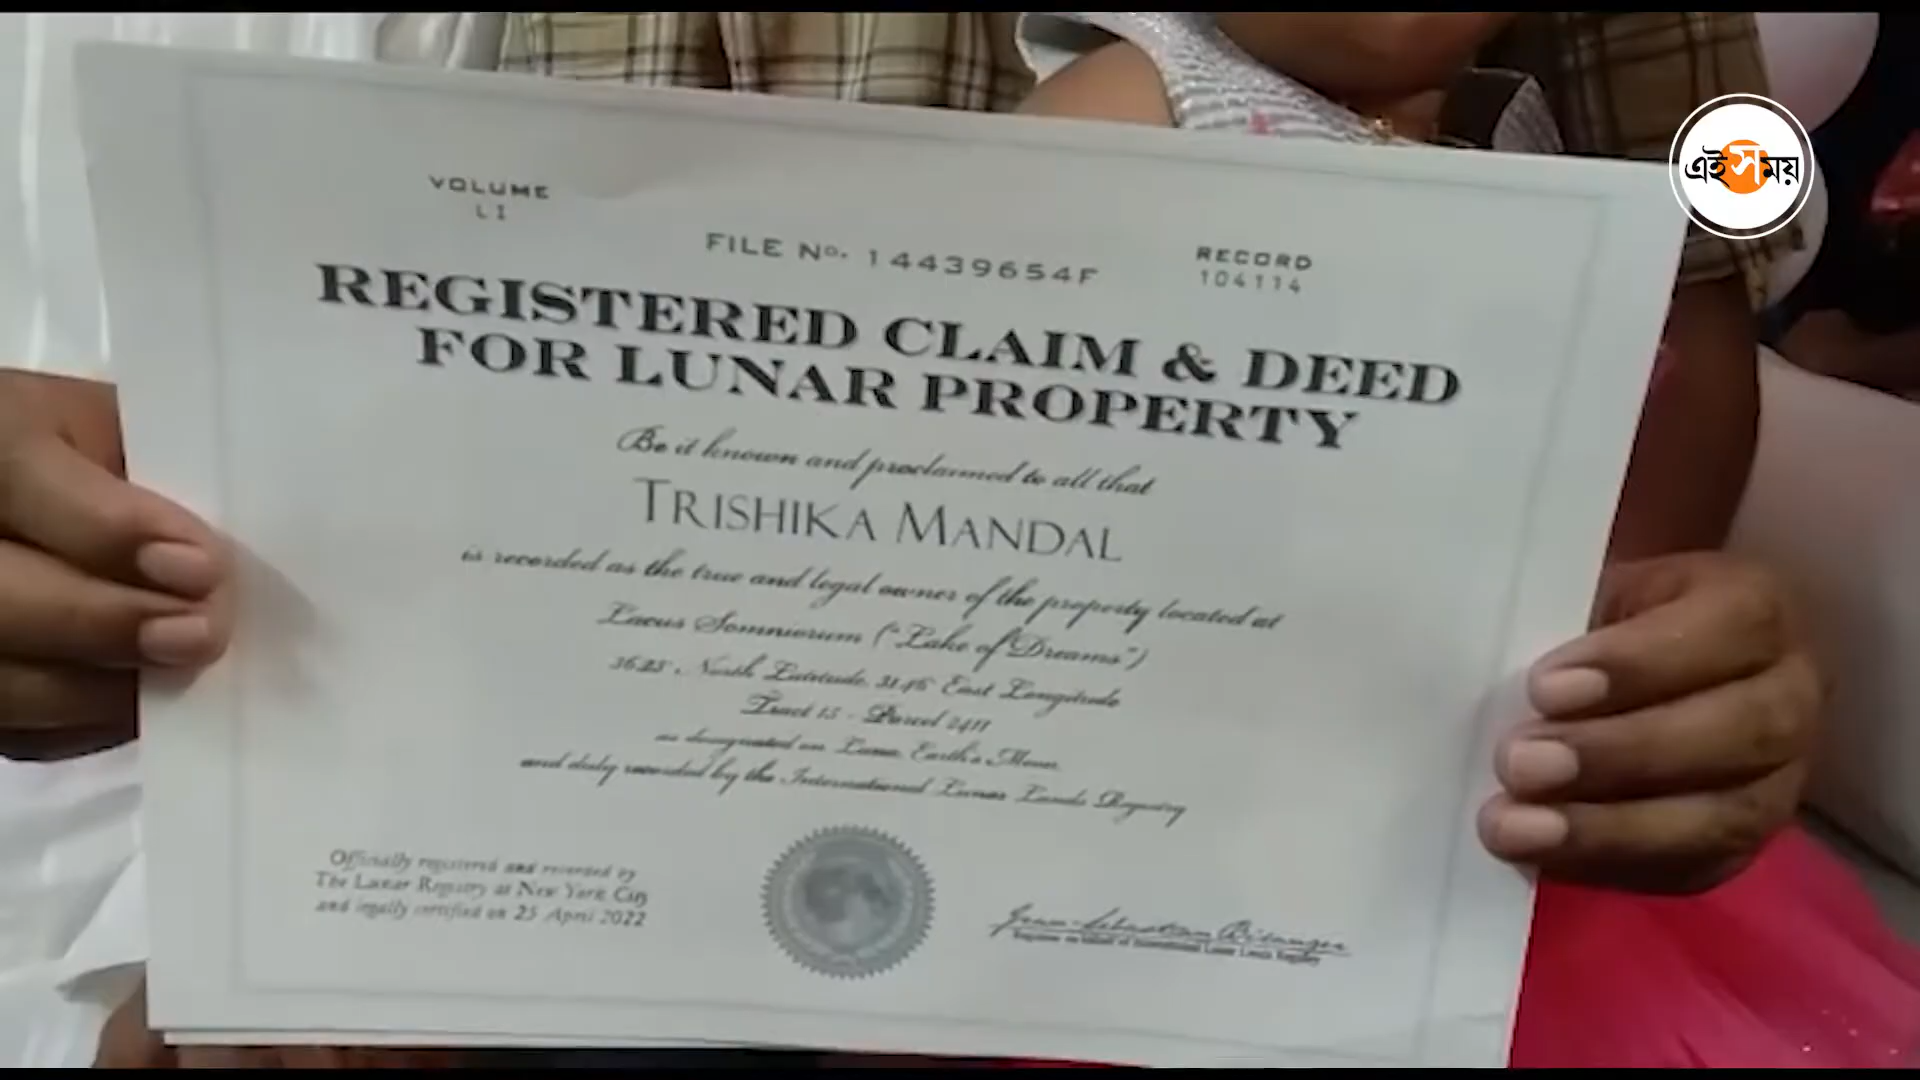 এই সময়
VOLUME
LI
FILE No. 14439654F
RECORD
104114
REGISTERED CLAIM & DEED
FOR LUNAR PROPERTY
Be it known and proclaimed to all that
TRISHIKA MANDAL
is recorded as the true and legal owner of the property located at
Lacus Somniorum ("Lake of Dreams")
North Latitude, East Longitude
Tract 15 - Parcel 2411
as designated on Luna, Earth's Moon
and duly recorded by the International Lunar Lands Registry
Officially registered and recorded by
The Lunar Registry at New York City
and legally certified on 25 April 2022